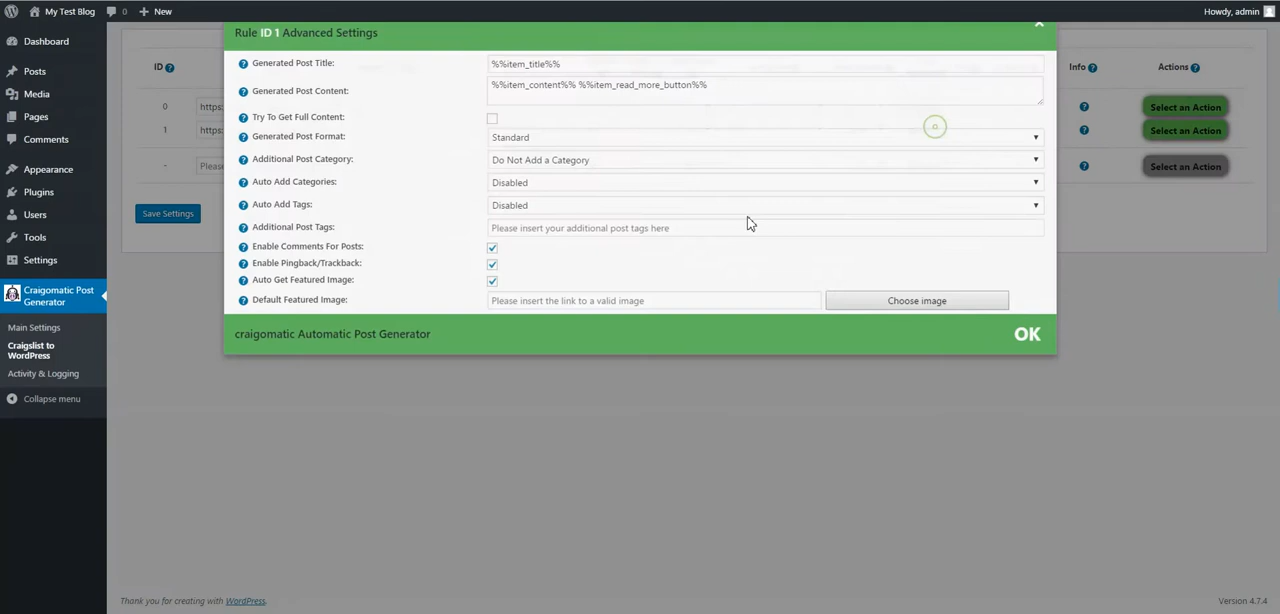 My Test Blog
0
New
Howdy, admin
Dashboard
Posts
Media
Pages
Comments
Appearance
Plugins
Users
Tools
Settings
Craigomatic Post
Generator
Main Settings
Craigslist to
WordPress
Activity & Logging
Collapse menu
ID
Info
Actions
0
https:
Select an Action
1
https:
Select an Action
-
Please
Select an Action
Save Settings
Rule ID 1 Advanced Settings
Generated Post Title:
%%item_title%%
Generated Post Content:
%%item_content%% %%item_read_more_button%%
Try To Get Full Content:
Generated Post Format:
Standard
Additional Post Category:
Do Not Add a Category
Auto Add Categories:
Disabled
Auto Add Tags:
Disabled
Additional Post Tags:
Please insert your additional post tags here
Enable Comments For Posts:
Enable Pingback/Trackback:
Auto Get Featured Image:
Default Featured Image:
Please insert the link to a valid image
Choose image
craigomatic Automatic Post Generator
OK
Thank you for creating with WordPress.
Version 4.7.4